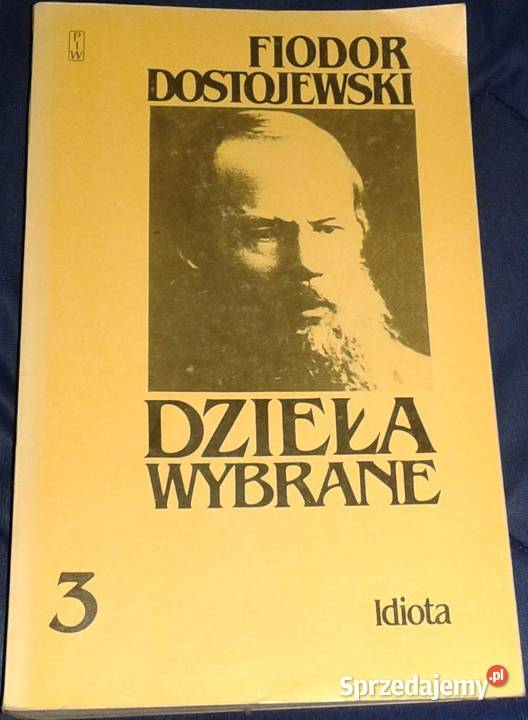 PIW
FIODOR
DOSTOJEWSKI
DZIEŁA
WYBRANE
3
Idiota
Sprzedajemy.pl